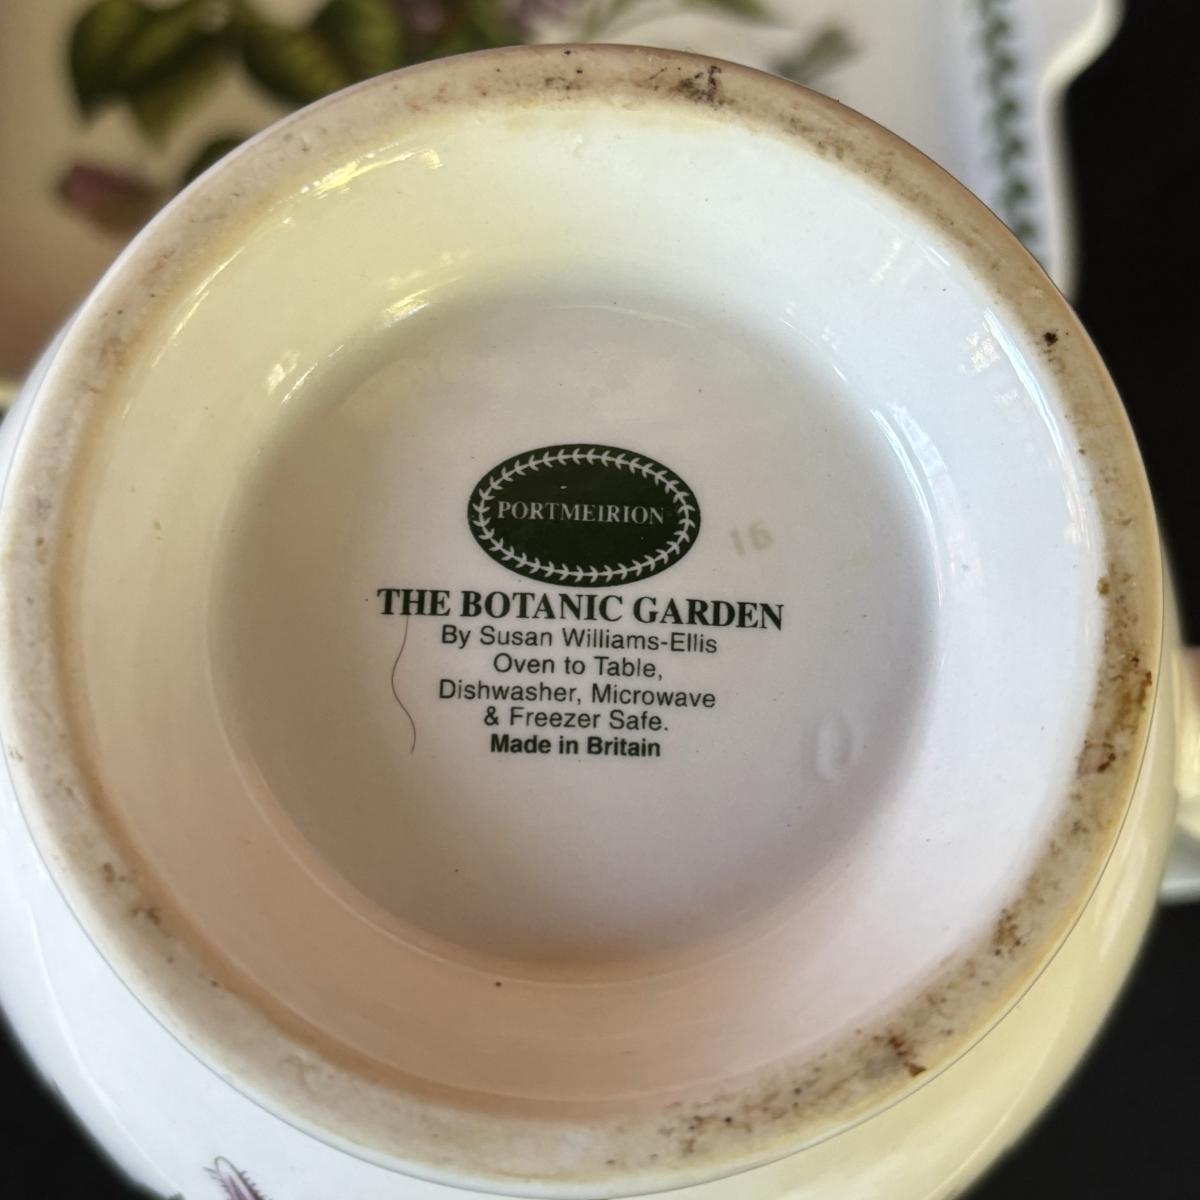 PORTMEIRION
16
THE BOTANIC GARDEN
By Susan Williams-Ellis
Oven to Table,
Dishwasher, Microwave
& Freezer Safe.
Made in Britain
0